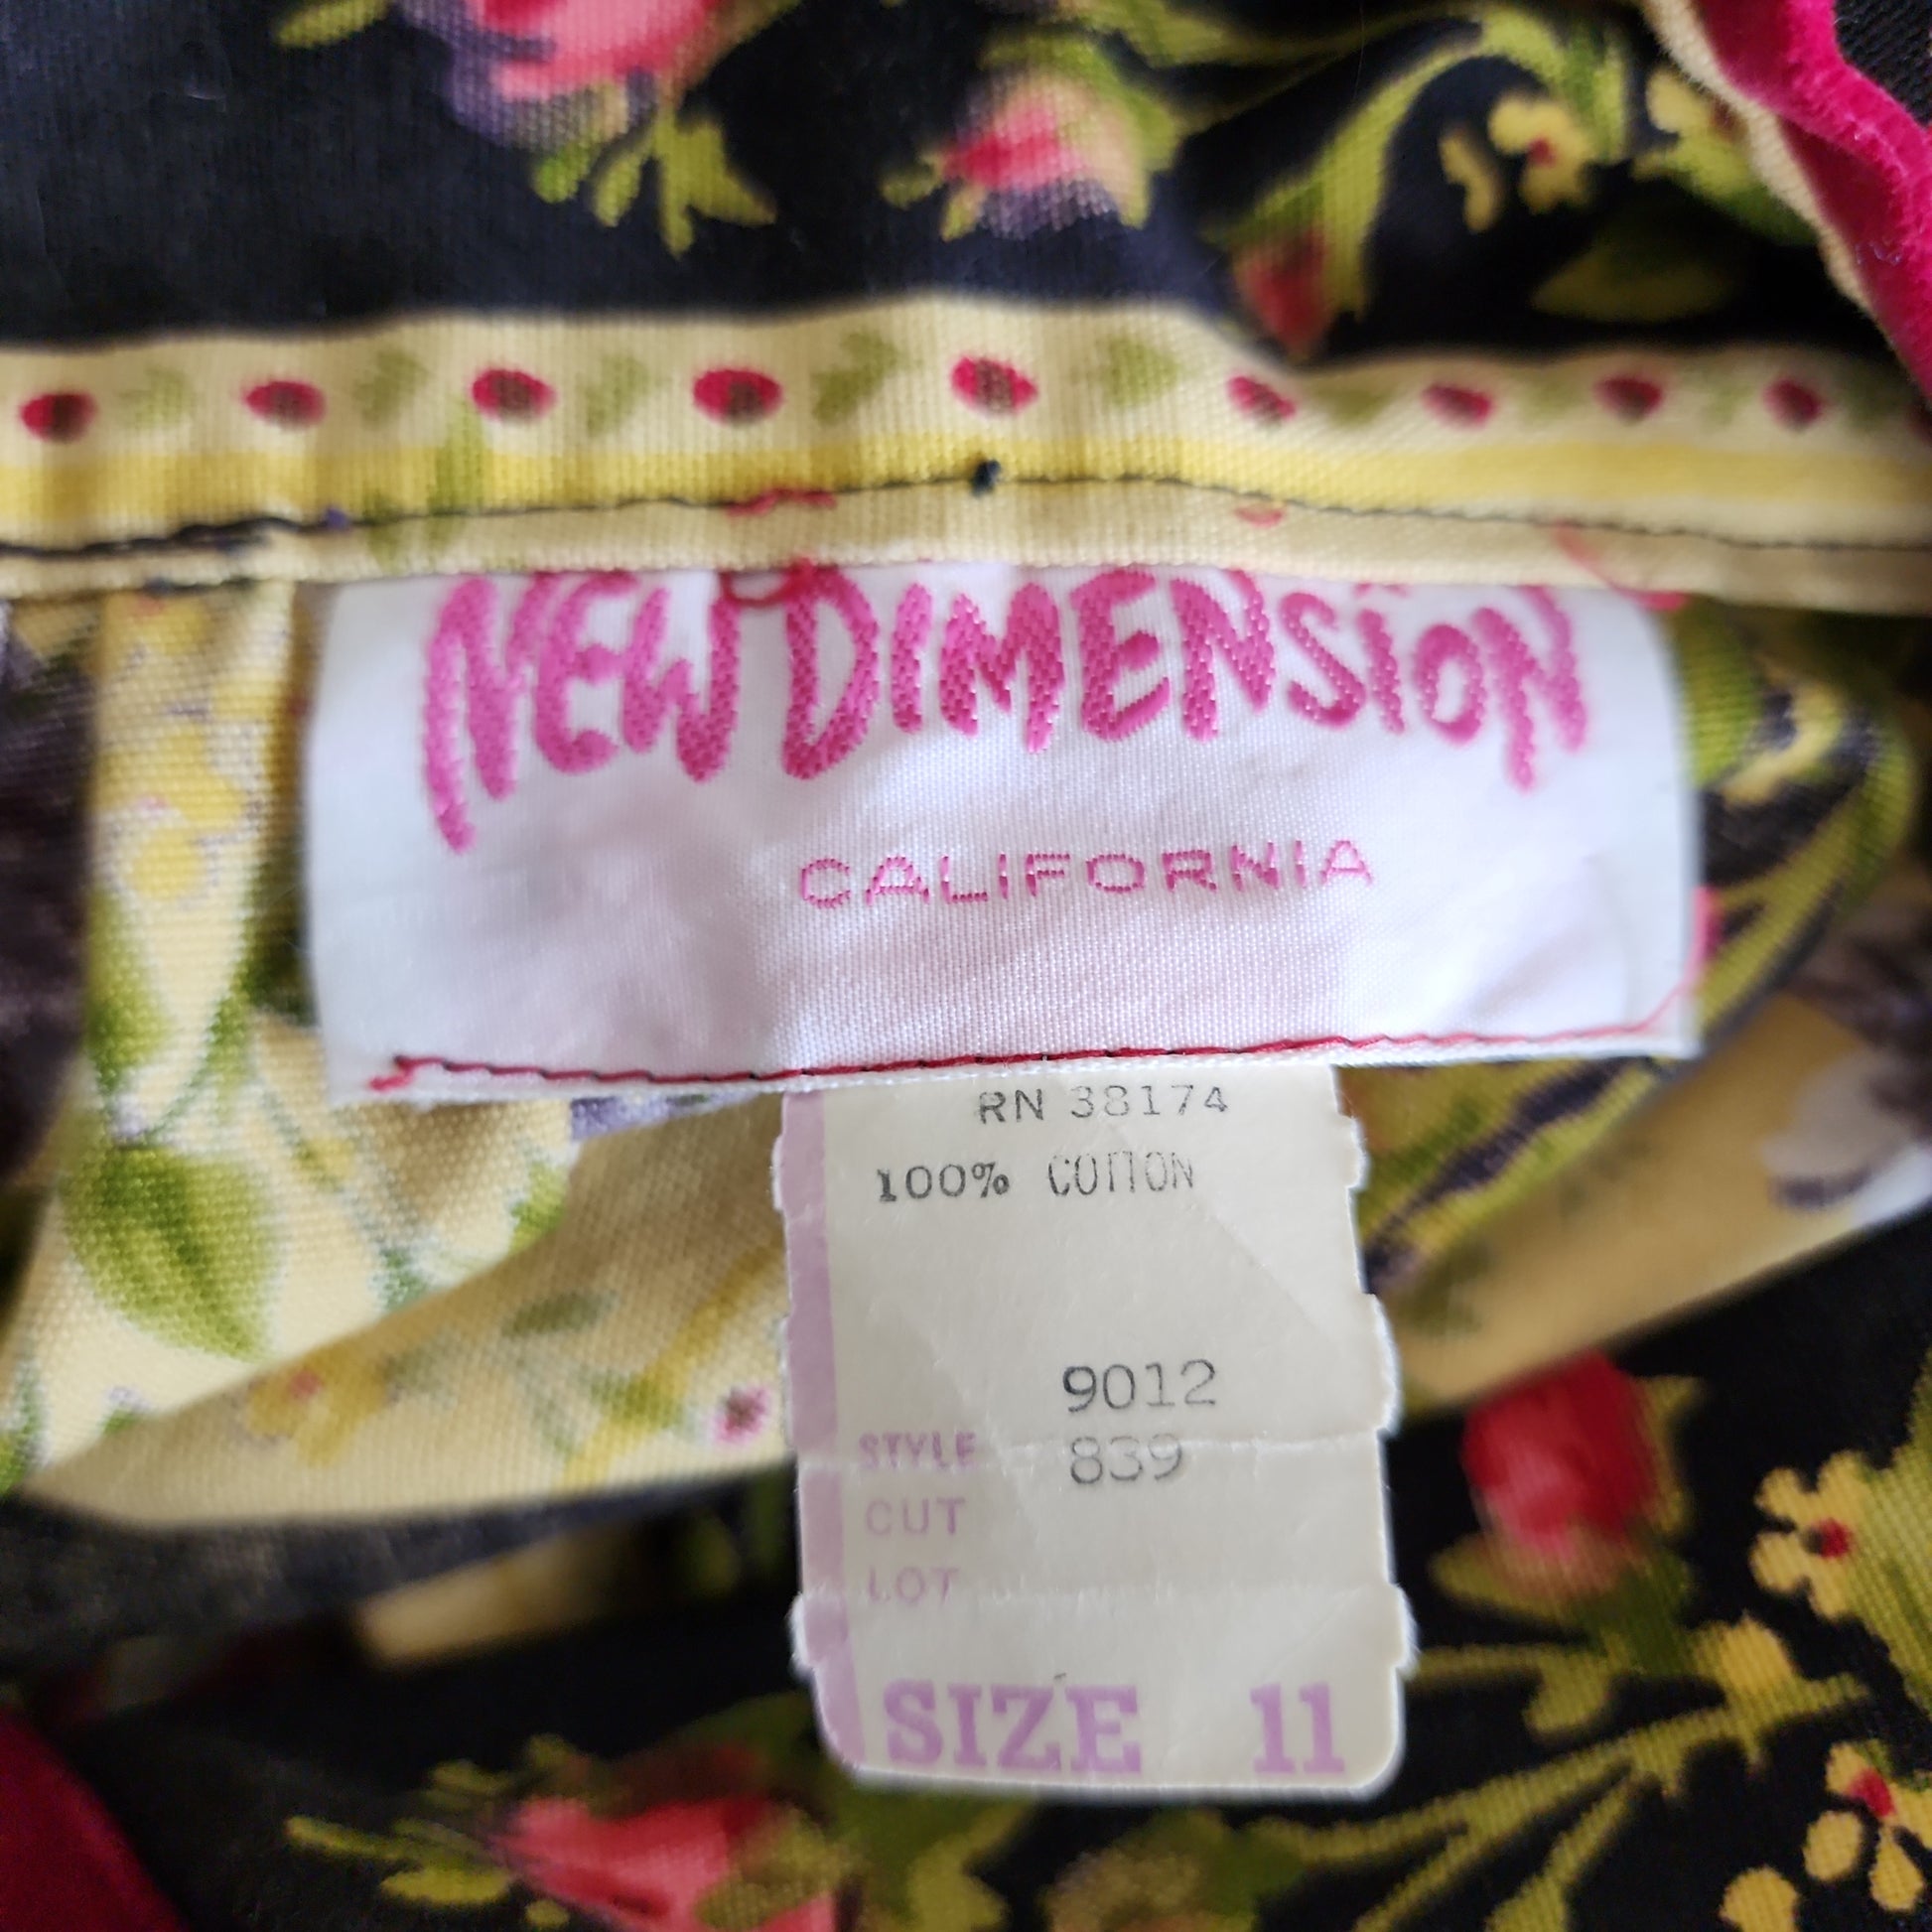 NEW DIMENSION
CALIFORNIA
RN 38174
100% COTTON
9012
STYLE 839
CUT
LOT
SIZE 11